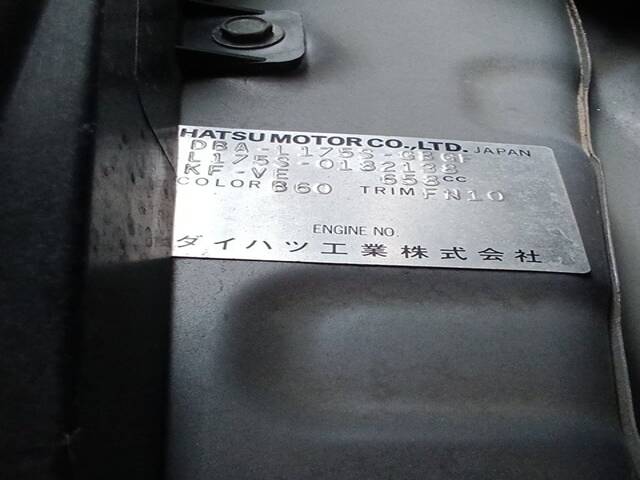 HATSU MOTOR CO., LTD. JAPAN
DBA-L175S-GBGF
L175S-0132138
KF-VE 658CC
COLOR B60 TRIM FN10
ENGINE NO.
ダイハツ工業株式会社